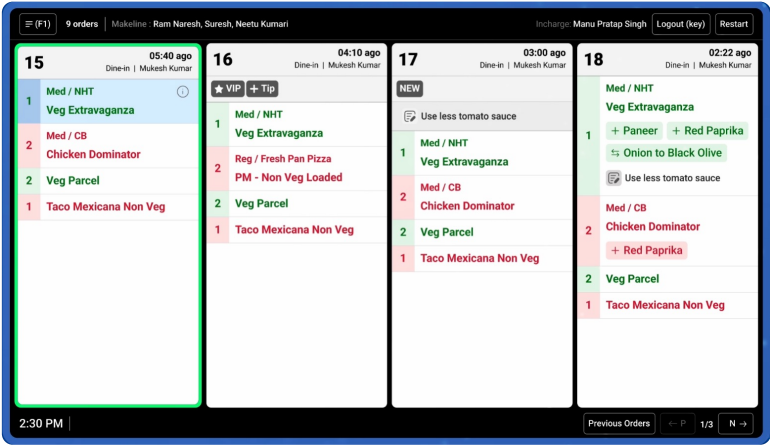 (F1)
9 orders
Makeline : Ram Naresh, Suresh, Neetu Kumari
Incharge: Manu Pratap Singh
Logout (key)
Restart
15
05:40 ago
Dine-in | Mukesh Kumar
1
Med / NHT
Veg Extravaganza
2
Med / CB
Chicken Dominator
2 Veg Parcel
1 Taco Mexicana Non Veg
16
04:10 ago
Dine-in | Mukesh Kumar
VIP
+ Tip
1
Med / NHT
Veg Extravaganza
2
Reg / Fresh Pan Pizza
PM - Non Veg Loaded
2 Veg Parcel
1 Taco Mexicana Non Veg
17
03:00 ago
Dine-in | Mukesh Kumar
NEW
Use less tomato sauce
1
Med / NHT
Veg Extravaganza
2
Med / CB
Chicken Dominator
2 Veg Parcel
1 Taco Mexicana Non Veg
18
02:22 ago
Dine-in | Mukesh Kumar
1
Med / NHT
Veg Extravaganza
+ Paneer + Red Paprika
Onion to Black Olive
Use less tomato sauce
2
Med / CB
Chicken Dominator
+ Red Paprika
2 Veg Parcel
1 Taco Mexicana Non Veg
2:30 PM
Previous Orders
← P
1/3
N →